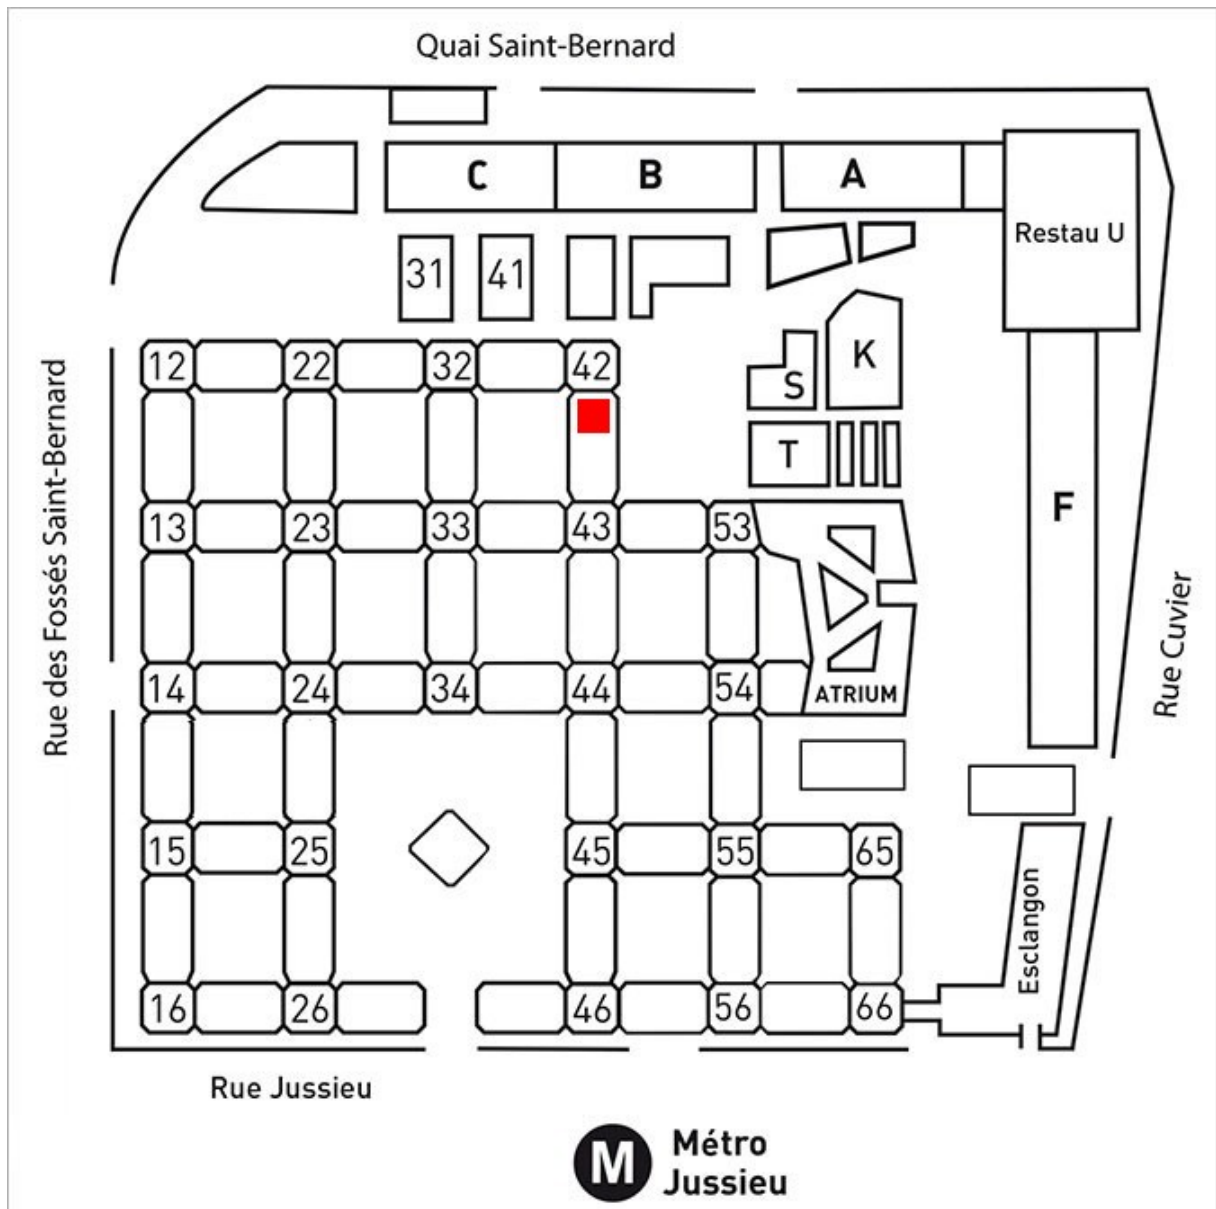 Quai Saint-Bernard
C B A
Restau U
31 41
12 22 32 42
K
S
T
F
13 23 33 43 53
Rue des Fossés Saint-Bernard
Rue Cuvier
14 24 34 44 54
ATRIUM
15 25 45 55 65
Esclangon
16 26 46 56 66
Rue Jussieu
M
Métro
Jussieu